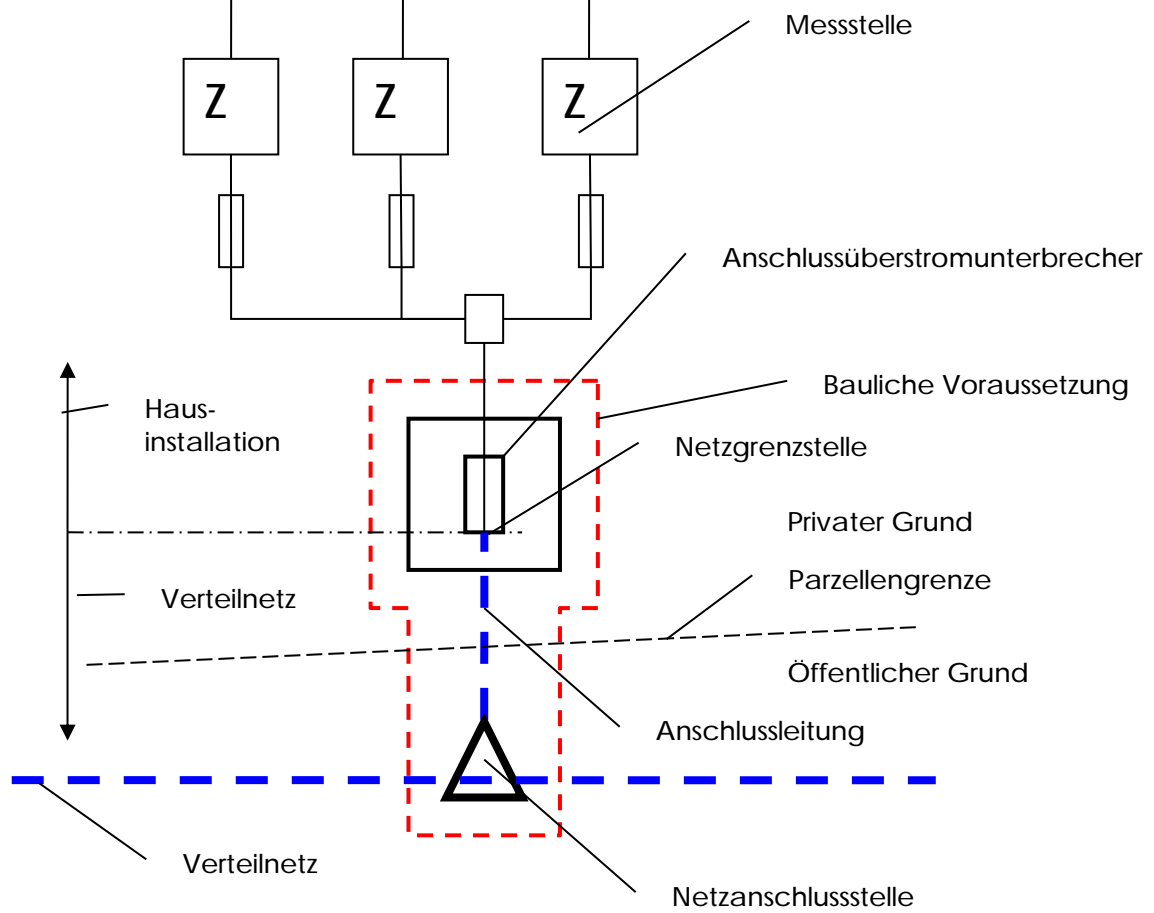 Messstelle
Z Z Z
Anschlussüberstromunterbrecher
Bauliche Voraussetzung
Haus-
installation
Netzgrenzstelle
Privater Grund
Parzellengrenze
Verteilnetz
Öffentlicher Grund
Anschlussleitung
Verteilnetz
Netzanschlussstelle